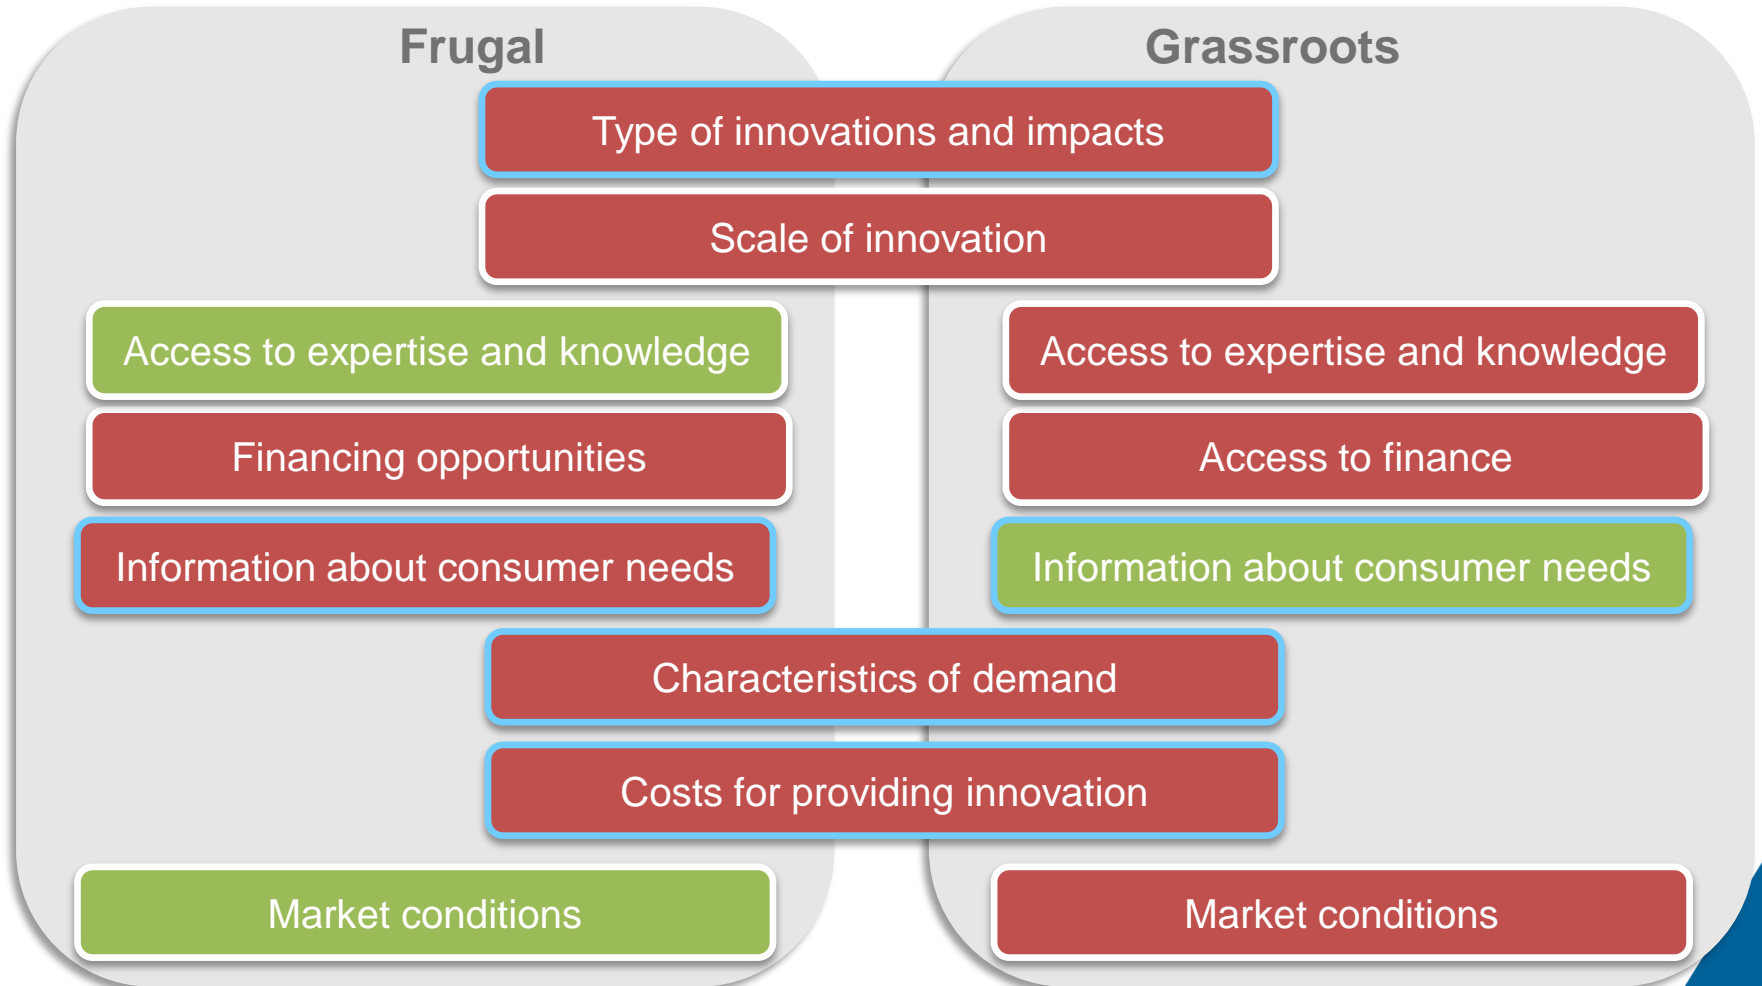 Frugal
Grassroots
Type of innovations and impacts
Scale of innovation
Access to expertise and knowledge
Access to expertise and knowledge
Financing opportunities
Access to finance
Information about consumer needs
Information about consumer needs
Characteristics of demand
Costs for providing innovation
Market conditions
Market conditions